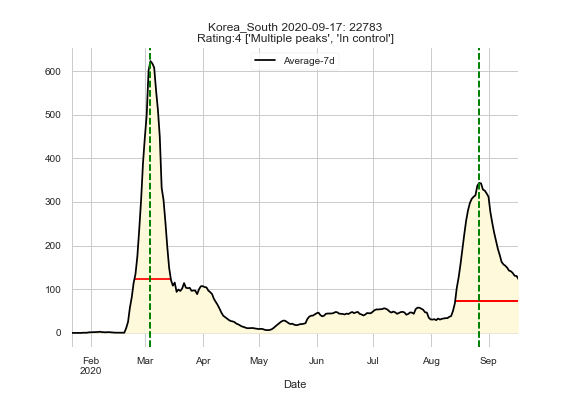 Korea_South 2020-09-17: 22783
Rating:4 ['Multiple peaks', 'In control']
Average-7d
600
500
400
300
200
100
0
Feb Mar Apr May Jun Jul Aug Sep
2020
Date